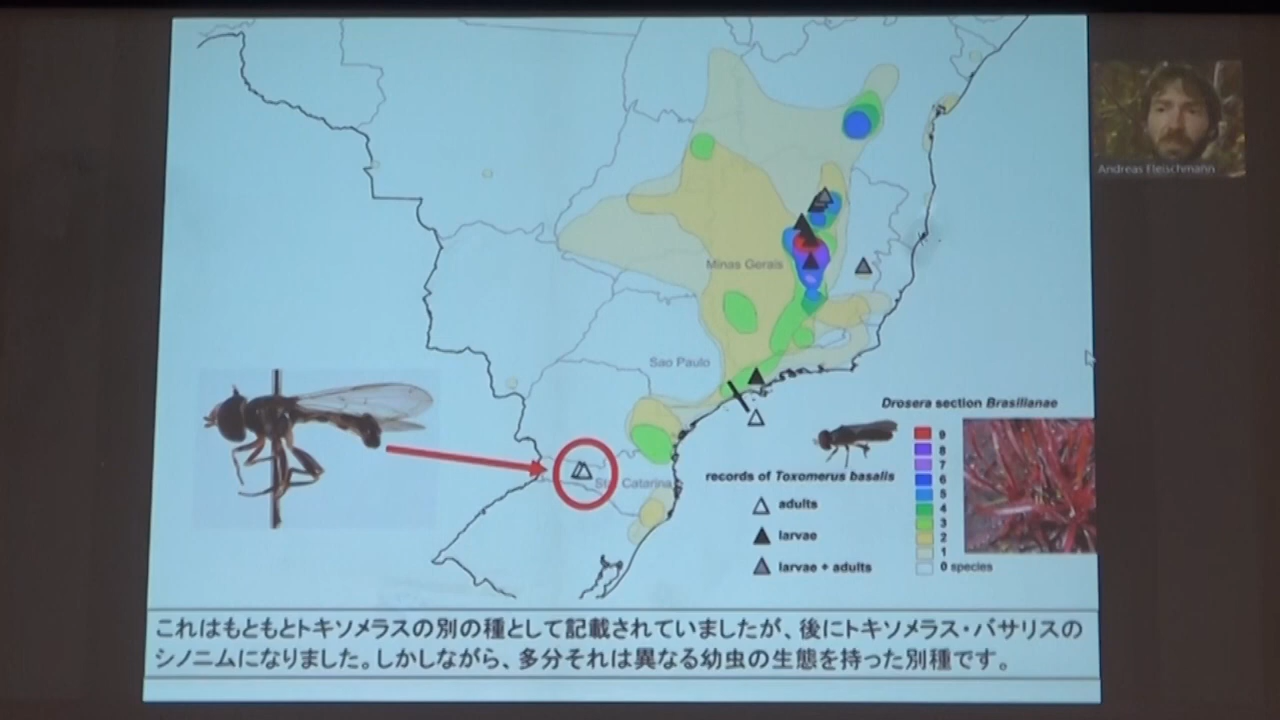 Andreas Fleischmann
Minas Gerais
Sao Paulo
Sta Catarina
Drosera section Brasilianae
9
8
7
6
5
4
3
2
1
0 species
records of Toxomerus basalis
adults
larvae
larvae + adults
これはもともとトキソメラスの別の種として記載されていましたが、後にトキソメラス・バサリスの
シノニムになりました。しかしながら、多分それは異なる幼虫の生態を持った別種です。